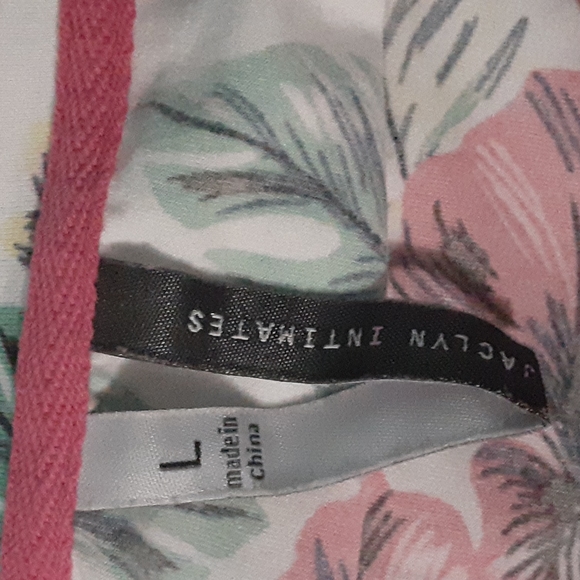 JACLYN INTIMATES
L
made in
China